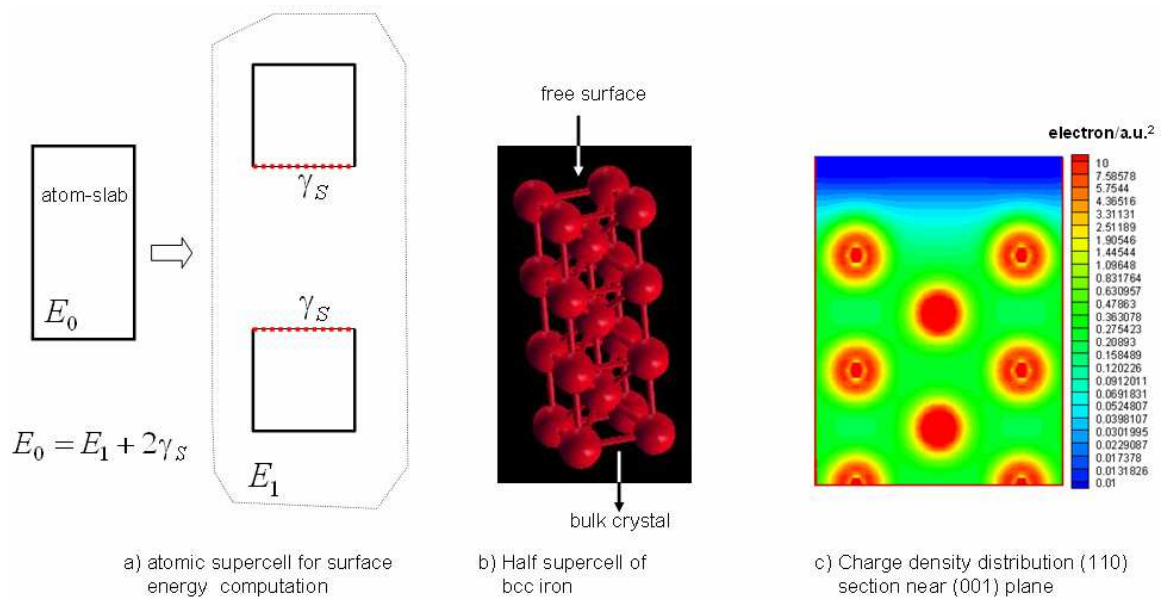 atom-slab
E₀
E₀ = E₁ + 2γ_S
γ_S
γ_S
E₁
a) atomic supercell for surface
energy computation
free surface
bulk crystal
b) Half supercell of
bcc iron
electron/a.u.²
10
7.58578
5.7544
4.36516
3.31131
2.51189
1.90546
1.44544
1.09648
0.831764
0.630957
0.47863
0.363078
0.275423
0.20893
0.158489
0.120226
0.0912011
0.0691831
0.0524807
0.0398107
0.0301995
0.0229087
0.017378
0.0131826
0.01
c) Charge density distribution (110)
section near (001) plane